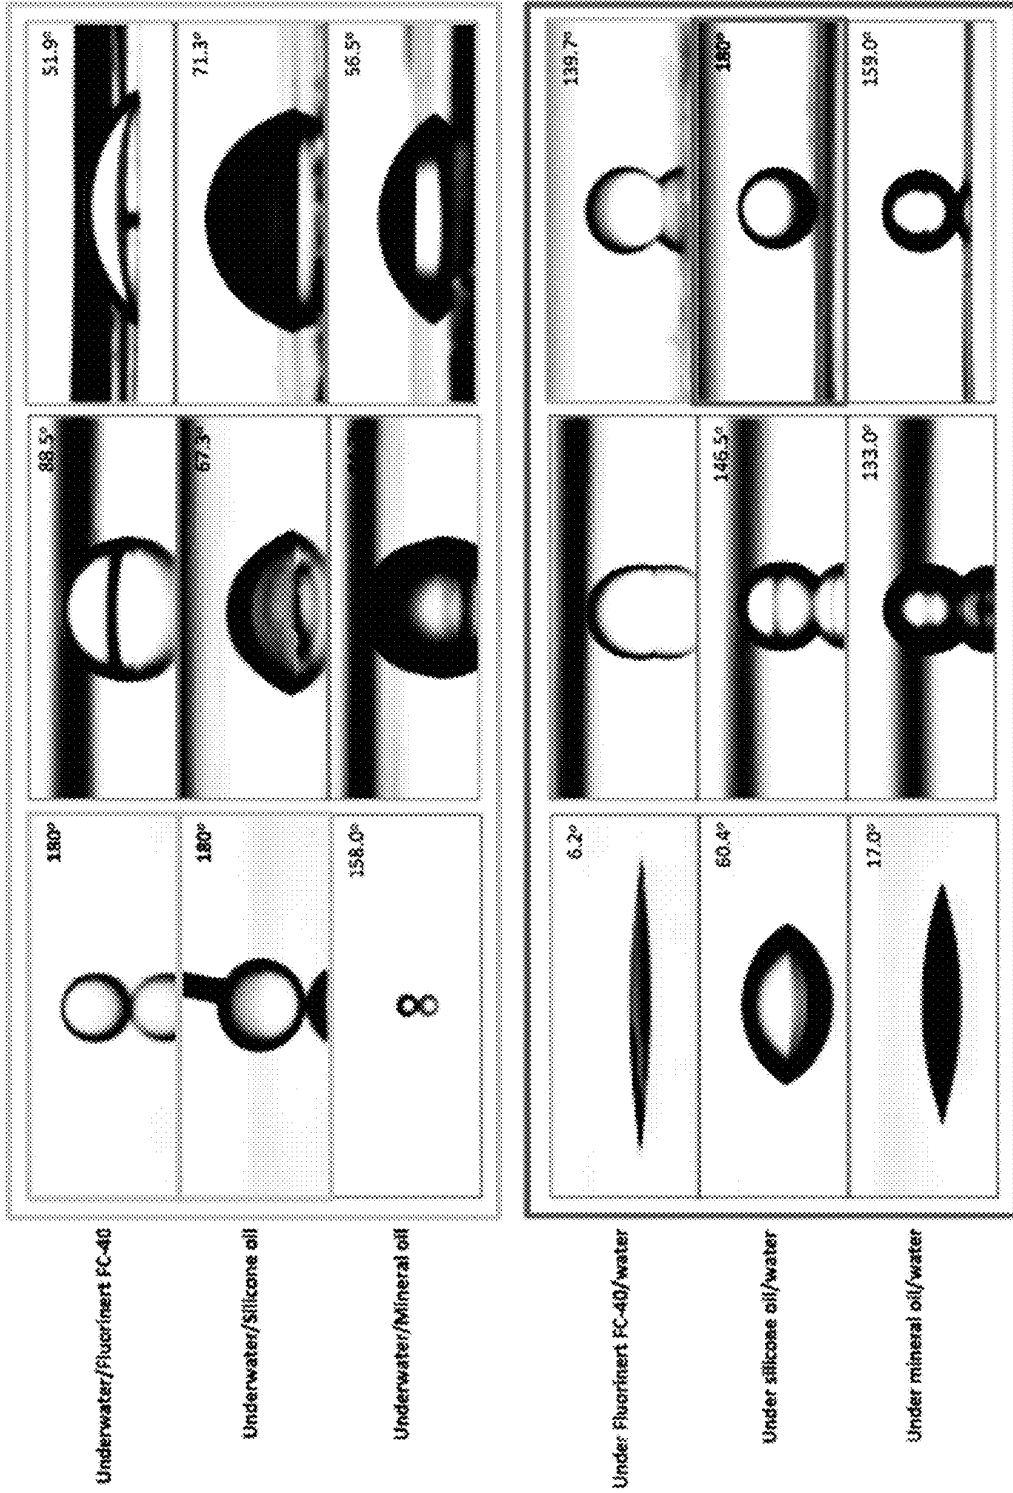 Underwater/Fluorinert FC-40
180°
88.5°
51.9°
Underwater/Silicone oil
180°
67.3°
71.3°
Underwater/Mineral oil
158.0°
66.5°
Under Fluorinert FC-40/water
6.2°
139.7°
Under silicone oil/water
60.4°
146.5°
180°
Under mineral oil/water
17.0°
133.0°
159.0°